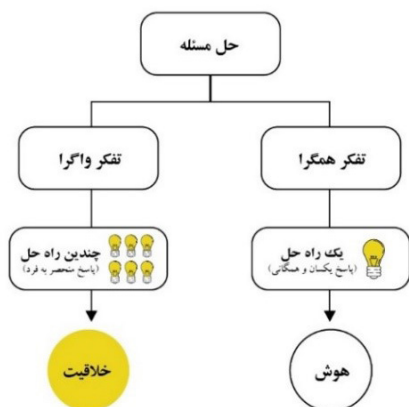 حل مسئله
تفکر همگرا
تفکر واگرا
یک راه حل
(پاسخ یکسان و همگانی)
چندین راه حل
(پاسخ منحصر به فرد)
هوش
خلاقیت